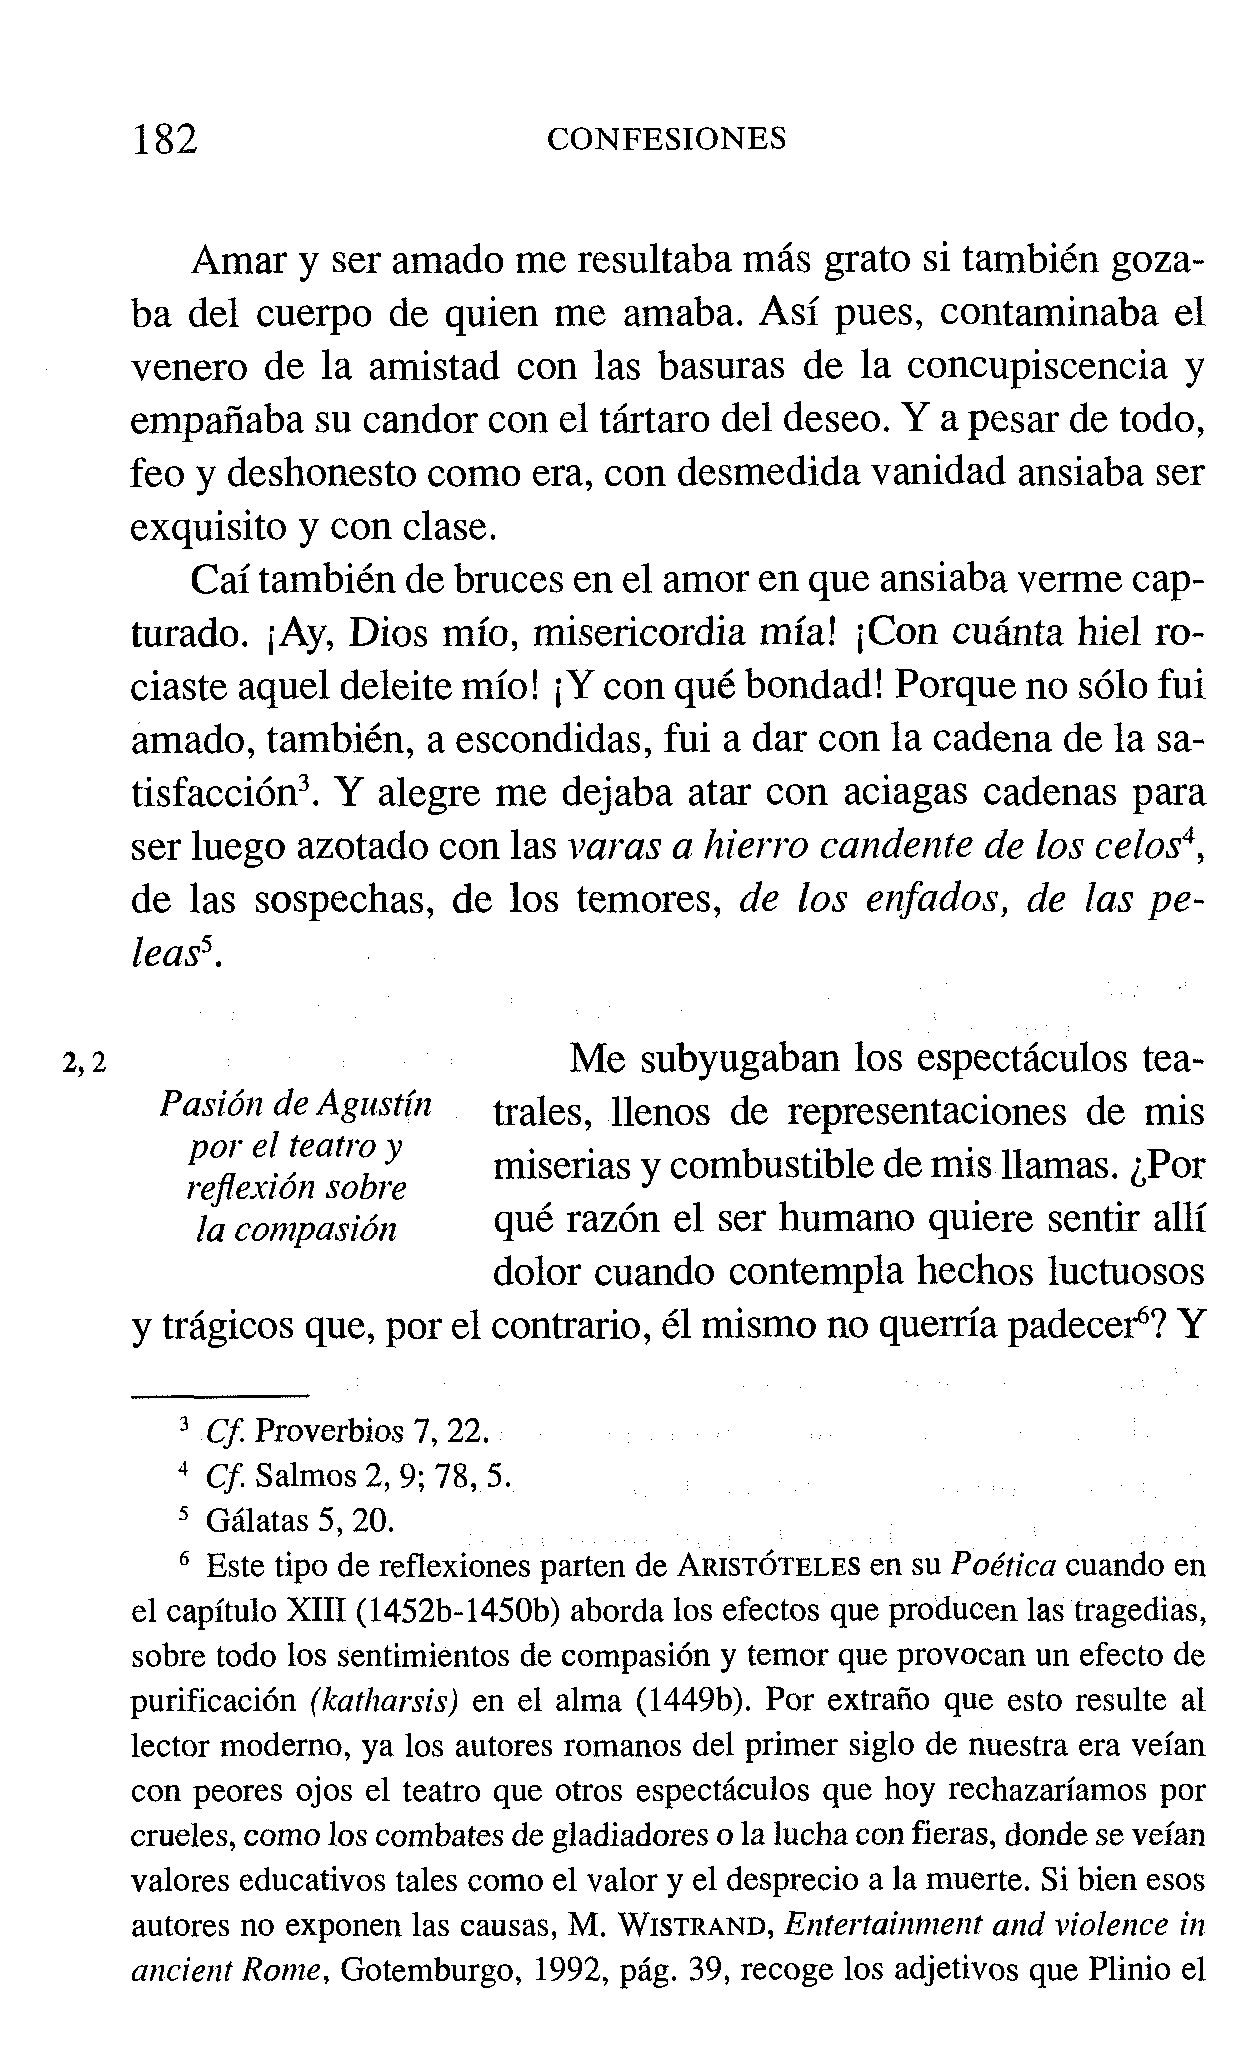 182 CONFESIONES
Amar y ser amado me resultaba más grato si también goza-
ba del cuerpo de quien me amaba. Así pues, contaminaba el
venero de la amistad con las basuras de la concupiscencia y
empañaba su candor con el tártaro del deseo. Y a pesar de todo,
feo y deshonesto como era, con desmedida vanidad ansiaba ser
exquisito y con clase.
Caí también de bruces en el amor en que ansiaba verme cap-
turado. ¡Ay, Dios mío, misericordia mía! ¡Con cuánta hiel ro-
ciaste aquel deleite mío! ¡Y con qué bondad! Porque no sólo fui
amado, también, a escondidas, fui a dar con la cadena de la sa-
tisfacción³. Y alegre me dejaba atar con aciagas cadenas para
ser luego azotado con las varas a hierro candente de los celos⁴,
de las sospechas, de los temores, de los enfados, de las pe-
leas⁵.
2, 2
Pasión de Agustín
por el teatro y
reflexión sobre
la compasión
Me subyugaban los espectáculos tea-
trales, llenos de representaciones de mis
miserias y combustible de mis llamas. ¿Por
qué razón el ser humano quiere sentir allí
dolor cuando contempla hechos luctuosos
y trágicos que, por el contrario, él mismo no querría padecer⁶? Y
³ Cf. Proverbios 7, 22.
⁴ Cf. Salmos 2, 9; 78, 5.
⁵ Gálatas 5, 20.
⁶ Este tipo de reflexiones parten de ARISTÓTELES en su Poética cuando en
el capítulo XIII (1452b-1450b) aborda los efectos que producen las tragedias,
sobre todo los sentimientos de compasión y temor que provocan un efecto de
purificación (katharsis) en el alma (1449b). Por extraño que esto resulte al
lector moderno, ya los autores romanos del primer siglo de nuestra era veían
con peores ojos el teatro que otros espectáculos que hoy rechazaríamos por
crueles, como los combates de gladiadores o la lucha con fieras, donde se veían
valores educativos tales como el valor y el desprecio a la muerte. Si bien esos
autores no exponen las causas, M. WISTRAND, Entertainment and violence in
ancient Rome, Gotemburgo, 1992, pág. 39, recoge los adjetivos que Plinio el